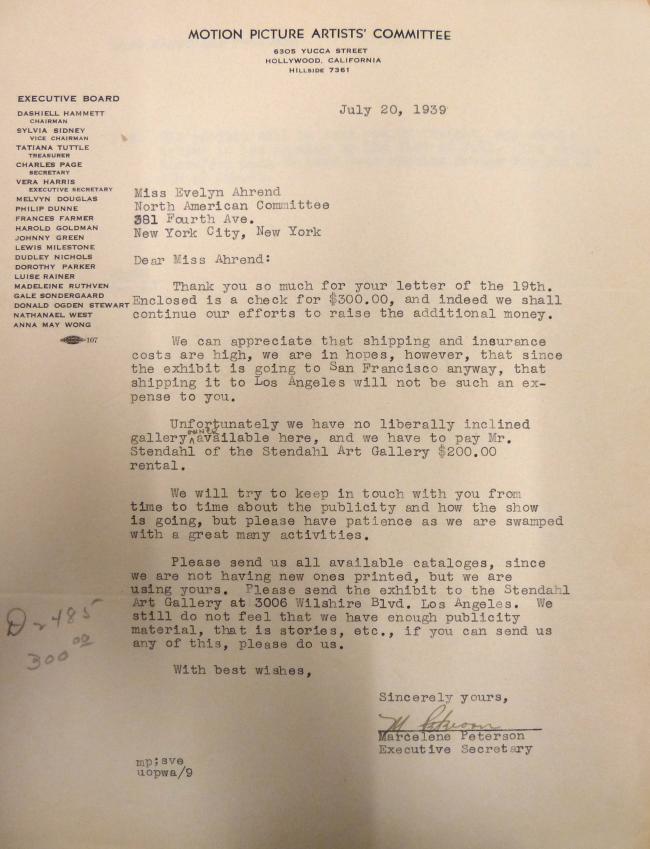 MOTION PICTURE ARTISTS' COMMITTEE
6305 YUCCA STREET
HOLLYWOOD, CALIFORNIA
HILLSIDE 7361
EXECUTIVE BOARD
DASHIELL HAMMETT
CHAIRMAN
SYLVIA SIDNEY
VICE CHAIRMAN
TATIANA TUTTLE
TREASURER
CHARLES PAGE
SECRETARY
VERA HARRIS
EXECUTIVE SECRETARY
MELVYN DOUGLAS
PHILIP DUNNE
FRANCES FARMER
HAROLD GOLDMAN
JOHNNY GREEN
LEWIS MILESTONE
DUDLEY NICHOLS
DOROTHY PARKER
LUISE RAINER
MADELEINE RUTHVEN
GALE SONDERGAARD
DONALD OGDEN STEWART
NATHANAEL WEST
ANNA MAY WONG
107
July 20, 1939
Miss Evelyn Ahrend
North American Committee
381 Fourth Ave.
New York City, New York
Dear Miss Ahrend:
Thank you so much for your letter of the 19th.
Enclosed is a check for $300.00, and indeed we shall
continue our efforts to raise the additional money.
We can appreciate that shipping and insurance
costs are high, we are in hopes, however, that since
the exhibit is going to San Francisco anyway, that
shipping it to Los Angeles will not be such an ex-
pense to you.
Unfortunately we have no liberally inclined
gallery owner available here, and we have to pay Mr.
Stendahl of the Stendahl Art Gallery $200.00
rental.
We will try to keep in touch with you from
time to time about the publicity and how the show
is going, but please have patience as we are swamped
with a great many activities.
Please send us all available cataloges, since
we are not having new ones printed, but we are
using yours. Please send the exhibit to the Stendahl
Art Gallery at 3006 Wilshire Blvd. Los Angeles. We
still do not feel that we have enough publicity
material, that is stories, etc., if you can send us
any of this, please do us.
With best wishes,
Sincerely yours,
M Peterson
Marcelene Peterson
Executive Secretary
mp;sve
uopwa/9
Dr 485
300 00